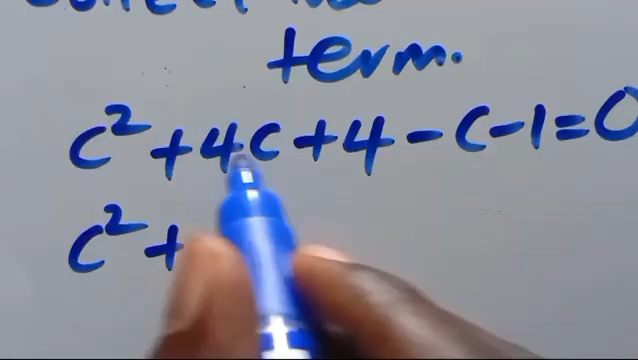 term.
c² + 4c + 4 - c - 1 = 0
c² +